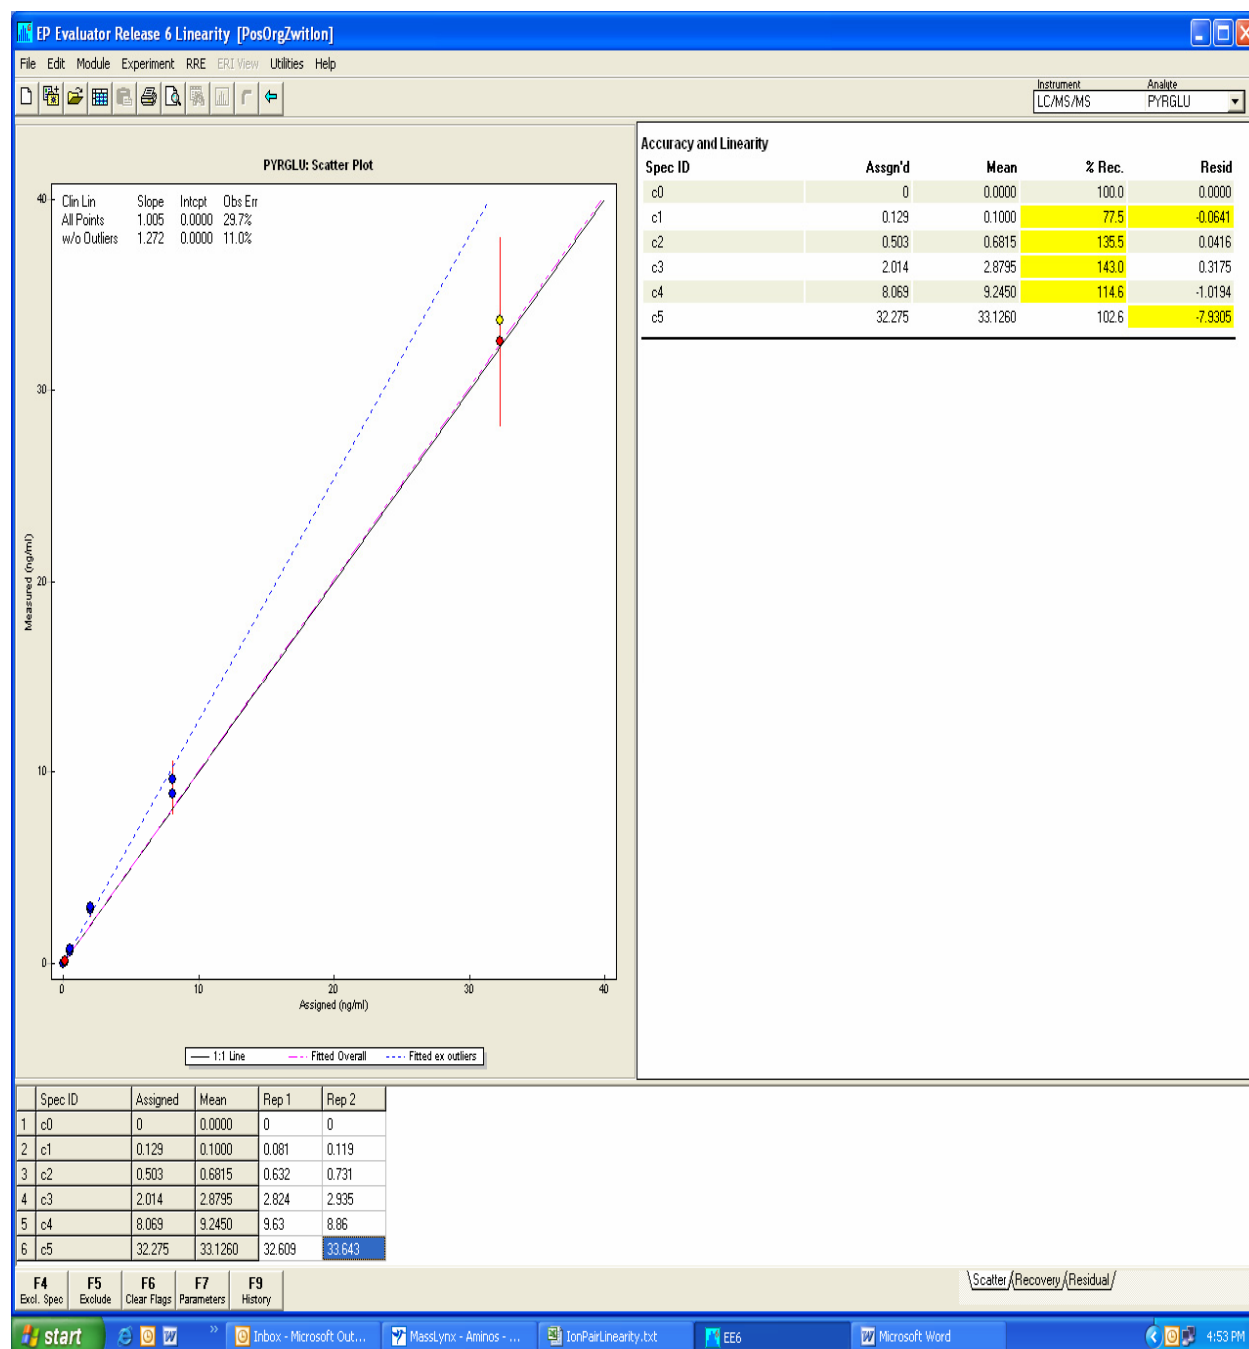 EP Evaluator Release 6 Linearity [PosOrgZwitIon]
File Edit Module Experiment RRE ERI View Utilities Help
Instrument Analyte
LC/MS/MS PYRGLU
PYRGLU: Scatter Plot
Clin Lin Slope Intcpt Obs Err
All Points 1.005 0.0000 29.7%
w/o Outliers 1.272 0.0000 11.0%
40
30
20
10
0
Measured (ng/ml)
0 10 20 30 40
Assigned (ng/ml)
1:1 Line Fitted Overall Fitted ex outliers
Accuracy and Linearity
Spec ID Assgn'd Mean % Rec. Resid
c0 0 0.0000 100.0 0.0000
c1 0.129 0.1000 77.5 -0.0641
c2 0.503 0.6815 135.5 0.0416
c3 2.014 2.8795 143.0 0.3175
c4 8.069 9.2450 114.6 -1.0194
c5 32.275 33.1260 102.6 -7.9305
Spec ID Assigned Mean Rep 1 Rep 2
1 c0 0 0.0000 0 0
2 c1 0.129 0.1000 0.081 0.119
3 c2 0.503 0.6815 0.632 0.731
4 c3 2.014 2.8795 2.824 2.935
5 c4 8.069 9.2450 9.63 8.86
6 c5 32.275 33.1260 32.609 33.643
F4 F5 F6 F7 F9
Excl. Spec Exclude Clear Flags Parameters History
Scatter Recovery Residual
start Inbox - Microsoft Out... MassLynx - Aminos - ... IonPairLinearity.txt EE6 Microsoft Word 4:53 PM